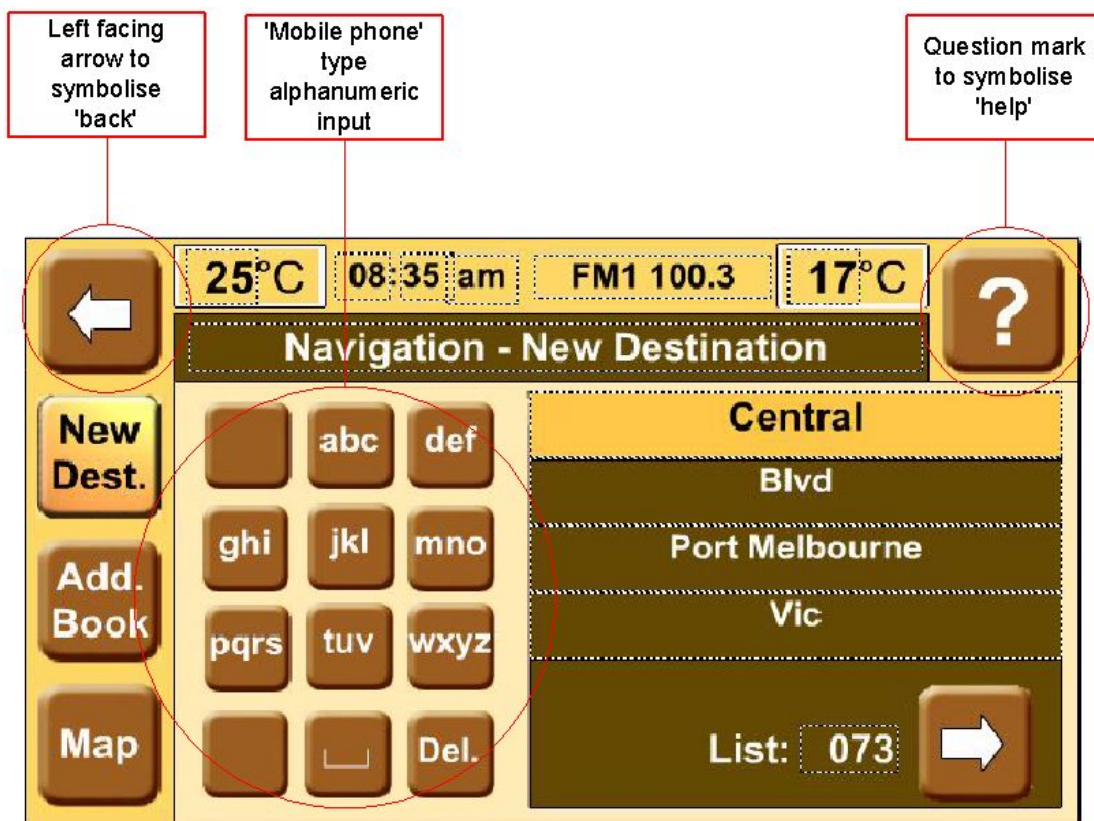 Left facing
arrow to
symbolise
'back'
'Mobile phone'
type
alphanumeric
input
Question mark
to symbolise
'help'
25°C 08:35 am FM1 100.3 17°C
?
Navigation - New Destination
New
Dest.
Add.
Book
Map
abc def
ghi jkl mno
pqrs tuv wxyz
Del.
Central
Blvd
Port Melbourne
Vic
List: 073